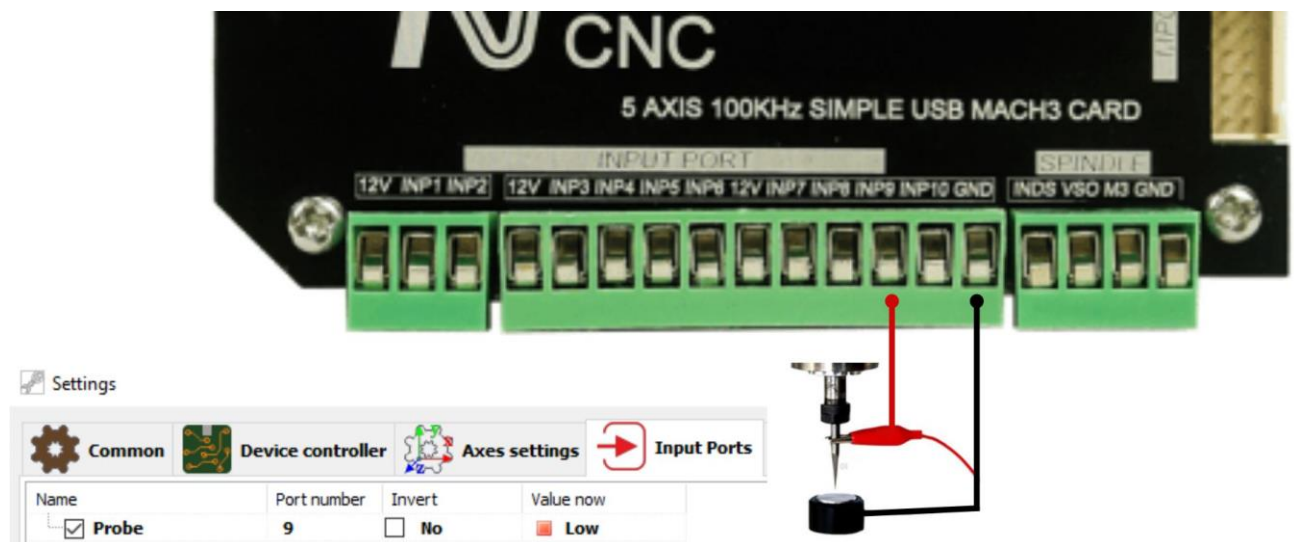 CNC
MPG
5 AXIS 100KHz SIMPLE USB MACH3 CARD
INPUT PORT
SPINDLE
12V INP1 INP2 12V INP3 INP4 INP5 INP6 12V INP7 INP8 INP9 INP10 GND INDS VSO M3 GND
Settings
Common Device controller Axes settings Input Ports
Name Port number Invert Value now
Probe 9 No Low